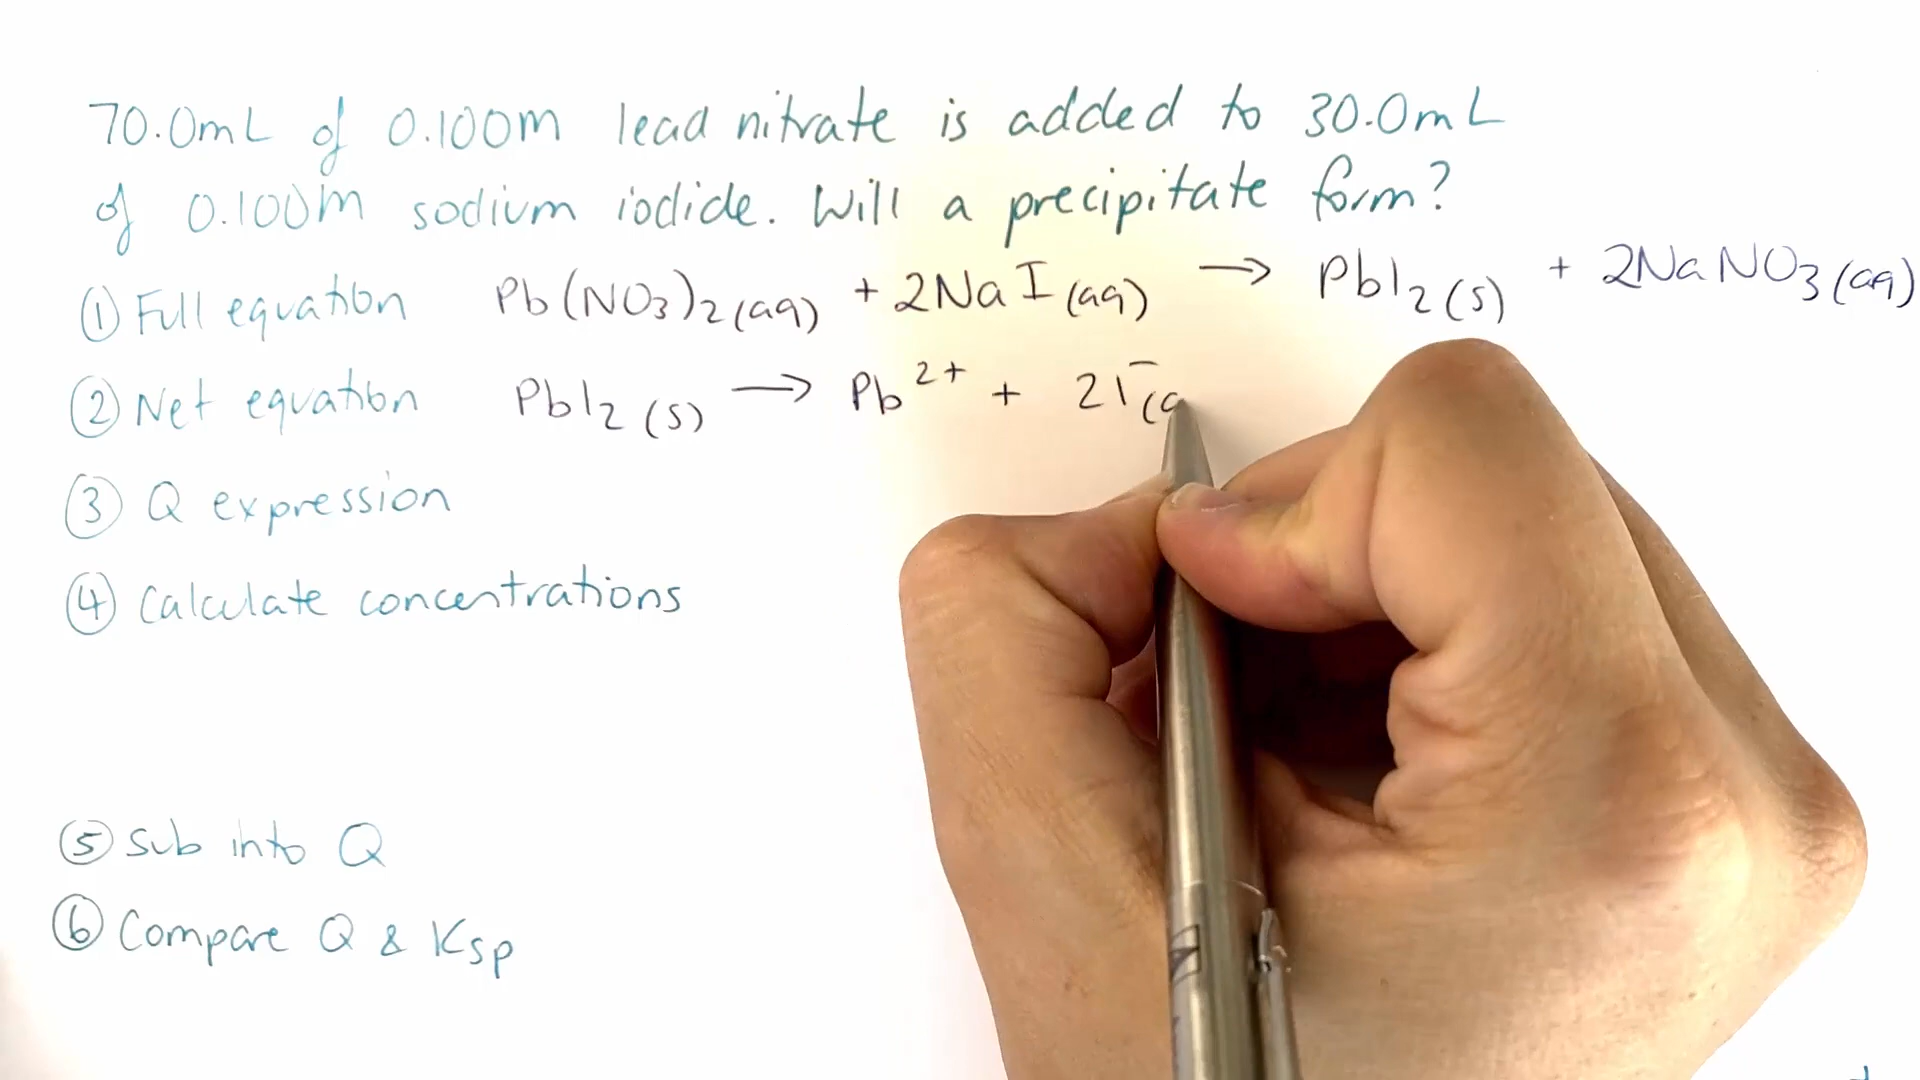 70.0mL of 0.100m lead nitrate is added to 30.0mL
of 0.100m sodium iodide. Will a precipitate form?
① Full equation Pb(NO3)2(aq) + 2NaI(aq) → PbI2(s) + 2NaNO3(aq)
② Net equation PbI2(s) → Pb2+ + 2I-(a
③ Q expression
④ Calculate concentrations
⑤ Sub into Q
⑥ Compare Q & Ksp